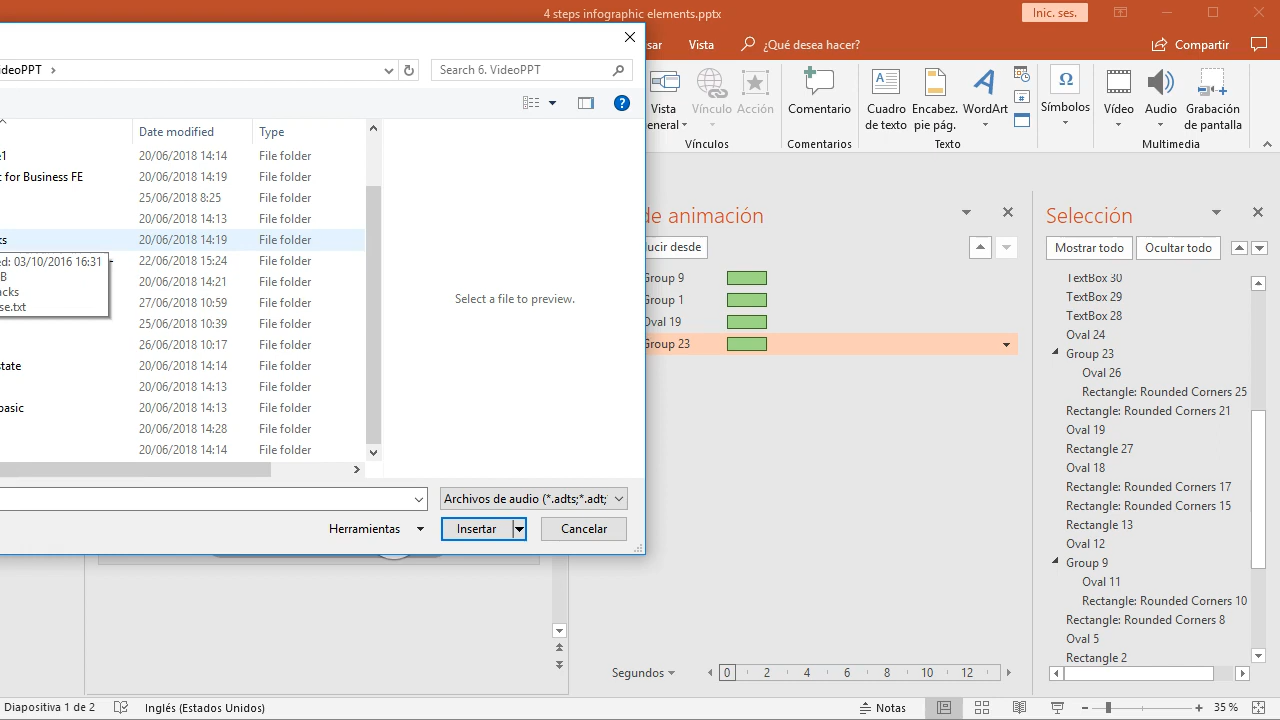 4 steps infographic elements.pptx
Inic. ses.
Vista
¿Qué desea hacer?
Compartir
Vista
Vínculo
Acción
Comentario
Cuadro
de texto
Encabez.
pie pág.
WordArt
Símbolos
Vídeo
Audio
Grabación
de pantalla
Vínculos
Comentarios
Texto
Multimedia
ideoPPT
Search 6. VideoPPT
Date modified
Type
e1
20/06/2018 14:14
File folder
t for Business FE
20/06/2018 14:19
File folder
25/06/2018 8:25
File folder
20/06/2018 14:13
File folder
ks
20/06/2018 14:19
File folder
03/10/2016 16:31
22/06/2018 15:24
File folder
B
20/06/2018 14:21
File folder
acks
27/06/2018 10:59
File folder
se.txt
25/06/2018 10:39
File folder
26/06/2018 10:17
File folder
state
20/06/2018 14:14
File folder
20/06/2018 14:13
File folder
basic
20/06/2018 14:13
File folder
20/06/2018 14:28
File folder
20/06/2018 14:14
File folder
Select a file to preview.
Archivos de audio (*.adts;*.adt;
Herramientas
Insertar
Cancelar
de animación
ucir desde
Group 9
Group 1
Oval 19
Group 23
Selección
Mostrar todo
Ocultar todo
TextBox 30
TextBox 29
TextBox 28
Oval 24
Group 23
Oval 26
Rectangle: Rounded Corners 25
Rectangle: Rounded Corners 21
Oval 19
Rectangle 27
Oval 18
Rectangle: Rounded Corners 17
Rectangle: Rounded Corners 15
Rectangle 13
Oval 12
Group 9
Oval 11
Rectangle: Rounded Corners 10
Rectangle: Rounded Corners 8
Oval 5
Rectangle 2
Segundos
0 2 4 6 8 10 12
Diapositiva 1 de 2
Inglés (Estados Unidos)
Notas
35 %